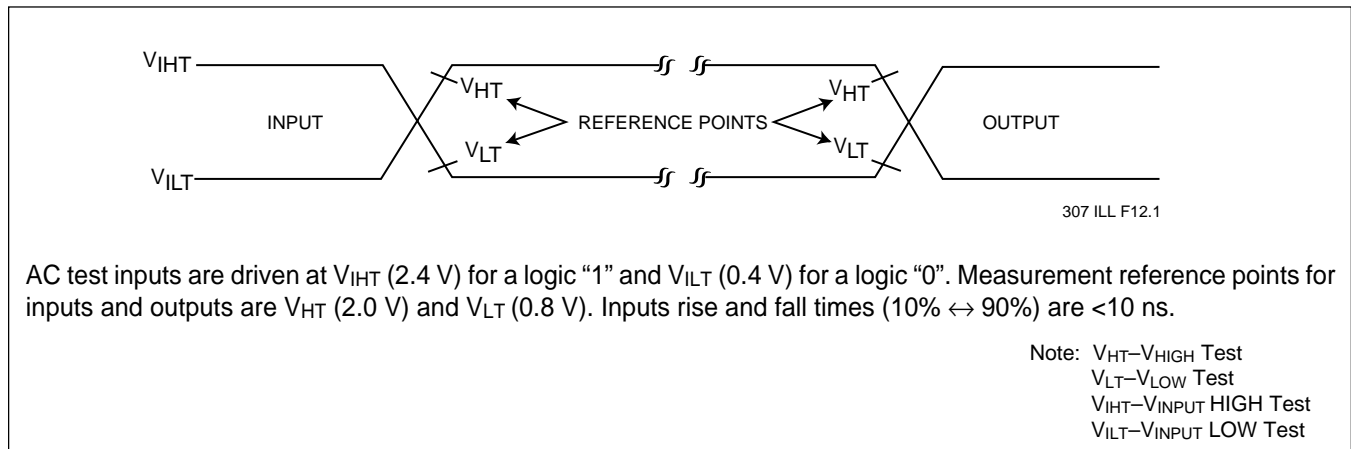 VIHT
VHT
VHT
INPUT
REFERENCE POINTS
OUTPUT
VLT
VLT
VILT
307 ILL F12.1
AC test inputs are driven at VIHT (2.4 V) for a logic “1” and VILT (0.4 V) for a logic “0”. Measurement reference points for
inputs and outputs are VHT (2.0 V) and VLT (0.8 V). Inputs rise and fall times (10% ↔ 90%) are <10 ns.
Note: VHT–VHIGH Test
VLT–VLOW Test
VIHT–VINPUT HIGH Test
VILT–VINPUT LOW Test